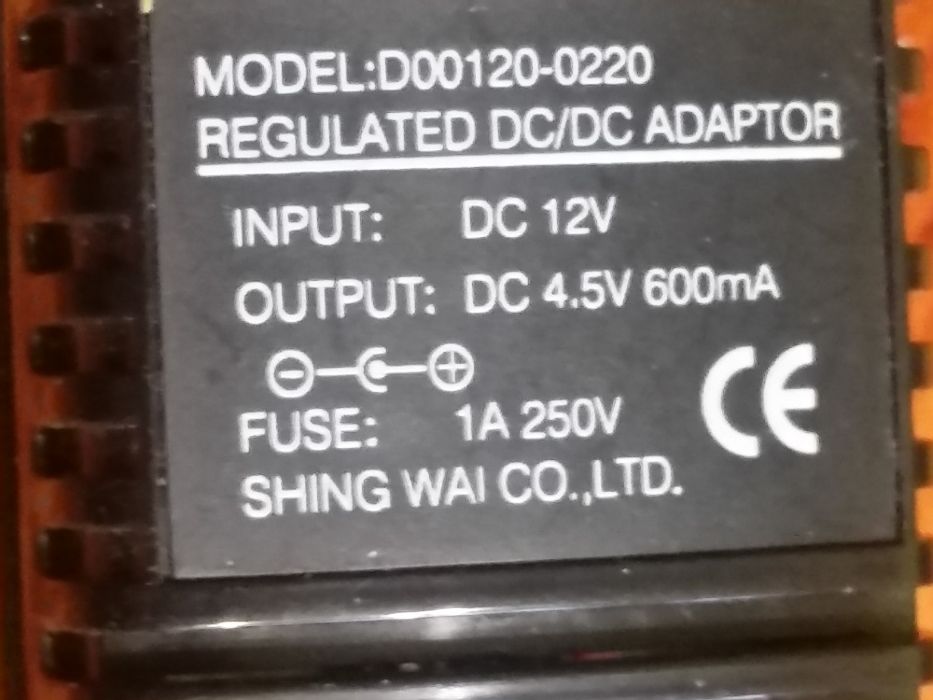 MODEL:D00120-0220
REGULATED DC/DC ADAPTOR
INPUT: DC 12V
OUTPUT: DC 4.5V 600mA
FUSE: 1A 250V
CE
SHING WAI CO.,LTD.